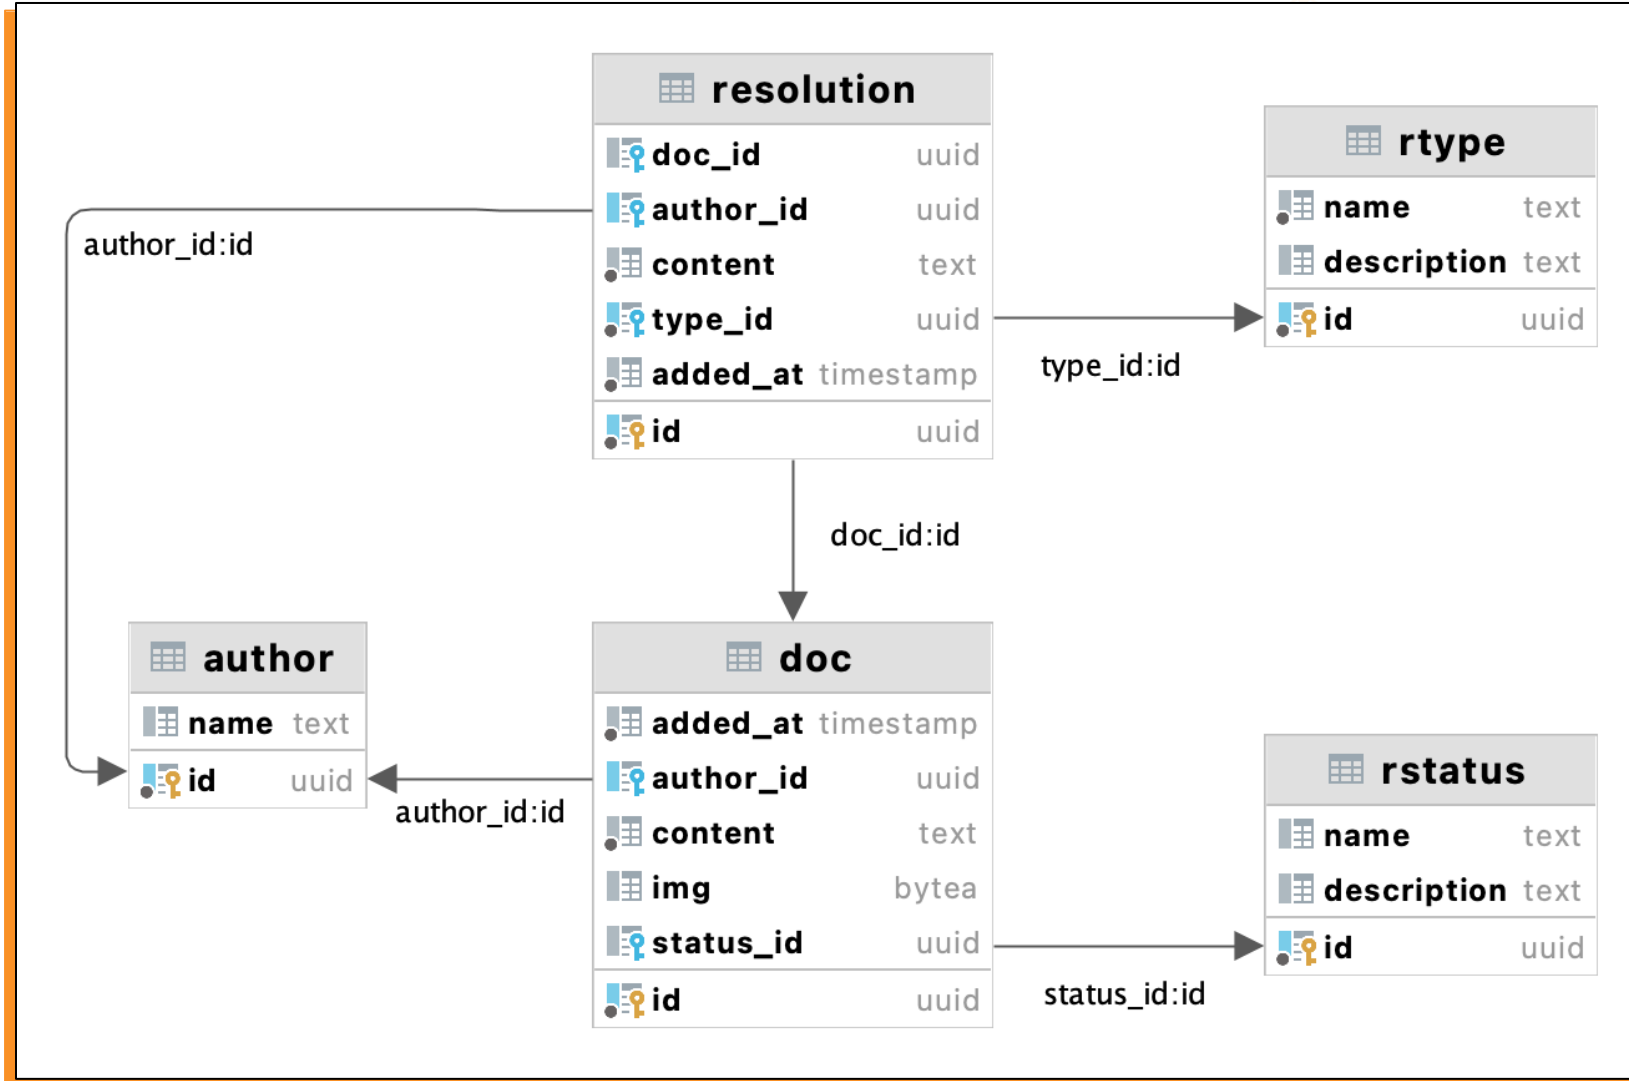 resolution
doc_id uuid
author_id uuid
content text
type_id uuid
added_at timestamp
id uuid
rtype
name text
description text
id uuid
author_id:id
type_id:id
doc_id:id
author
name text
id uuid
author_id:id
doc
added_at timestamp
author_id uuid
content text
img bytea
status_id uuid
id uuid
rstatus
name text
description text
id uuid
status_id:id